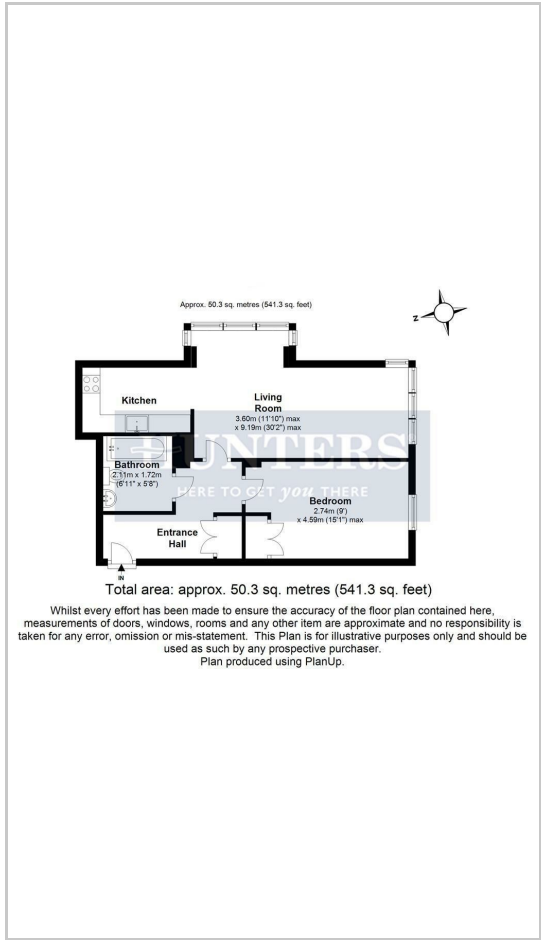 Approx. 50.3 sq. metres (541.3 sq. feet)
Z
Kitchen
Living
Room
3.60m (11'10") max
x 9.19m (30'2") max
HUNTERS
HERE TO GET you THERE
Bathroom
2.11m x 1.72m
(6'11" x 5'8")
Bedroom
2.74m (9')
x 4.59m (15'1") max
Entrance
Hall
IN
Total area: approx. 50.3 sq. metres (541.3 sq. feet)
Whilst every effort has been made to ensure the accuracy of the floor plan contained here,
measurements of doors, windows, rooms and any other item are approximate and no responsibility is
taken for any error, omission or mis-statement. This Plan is for illustrative purposes only and should be
used as such by any prospective purchaser.
Plan produced using PlanUp.